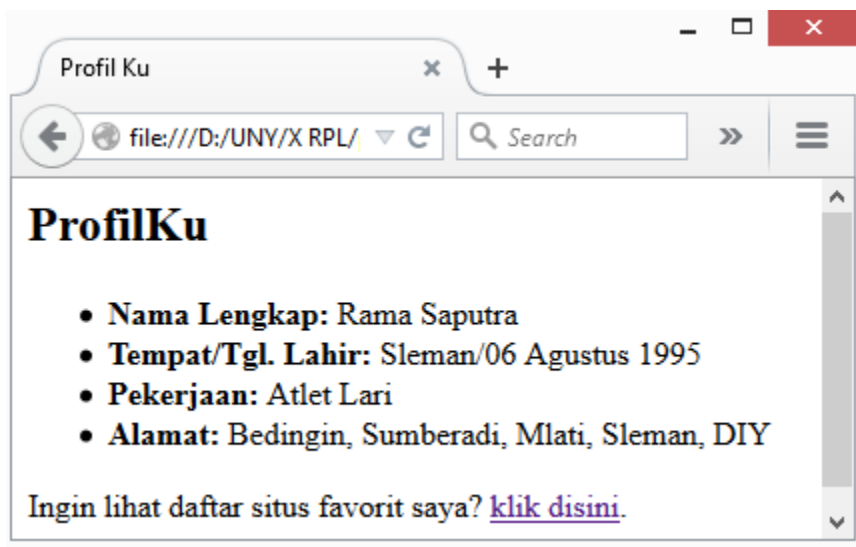 Profil Ku
file:///D:/UNY/X RPL/
Search
ProfilKu
Nama Lengkap: Rama Saputra
Tempat/Tgl. Lahir: Sleman/06 Agustus 1995
Pekerjaan: Atlet Lari
Alamat: Bedingin, Sumberadi, Mlati, Sleman, DIY
Ingin lihat daftar situs favorit saya? klik disini.